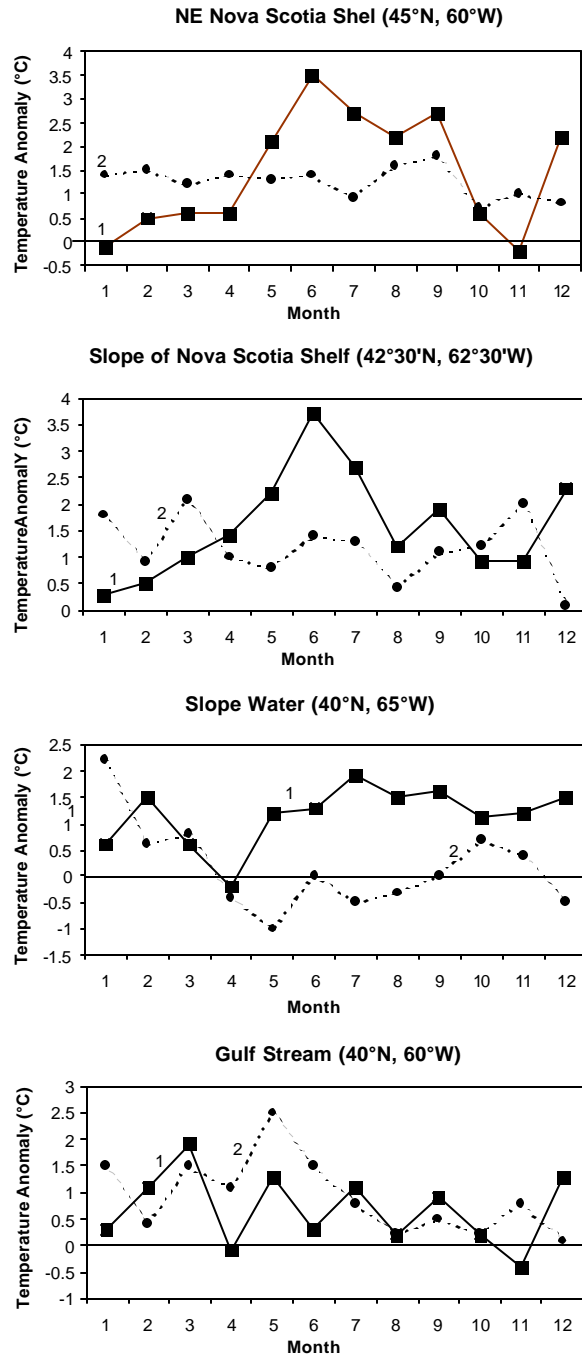 NE Nova Scotia Shel (45°N, 60°W)
Temperature Anomaly (°C)
4
3.5
3
2.5
2
1.5
1
0.5
0
-0.5
2
1
1 2 3 4 5 6 7 8 9 10 11 12
Month
Slope of Nova Scotia Shelf (42°30'N, 62°30'W)
TemperatureAnomalY (°C)
4
3.5
3
2.5
2
1.5
1
0.5
0
2
1
1 2 3 4 5 6 7 8 9 10 11 12
Month
Slope Water (40°N, 65°W)
Temperature Anomaly (°C)
2.5
2
1.5
1
0.5
0
-0.5
-1
-1.5
1
1
2
1 2 3 4 5 6 7 8 9 10 11 12
Month
Gulf Stream (40°N, 60°W)
Temperature Anomaly (°C)
3
2.5
2
1.5
1
0.5
0
-0.5
-1
1
2
1 2 3 4 5 6 7 8 9 10 11 12
Month